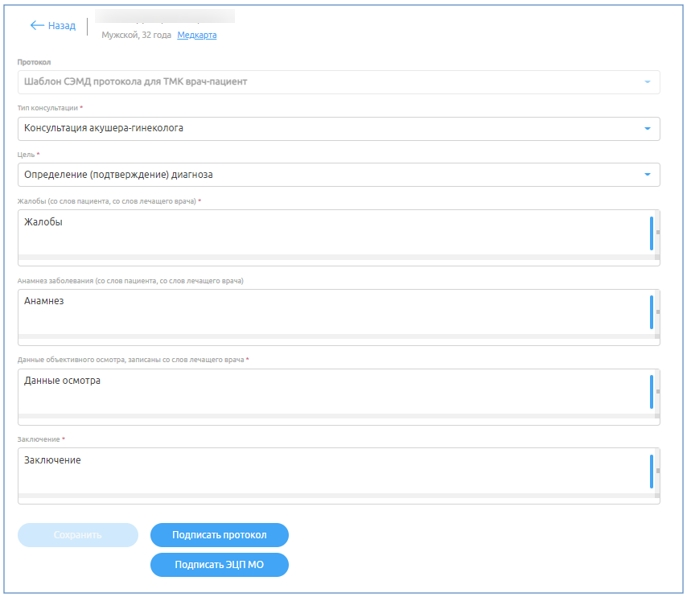 Назад
Мужской, 32 года Медкарта
Протокол
Шаблон СЭМД протокола для ТМК врач-пациент
Тип консультации *
Консультация акушера-гинеколога
Цель *
Определение (подтверждение) диагноза
Жалобы (со слов пациента, со слов лечащего врача) *
Жалобы
Анамнез заболевания (со слов пациента, со слов лечащего врача)
Анамнез
Данные объективного осмотра, записаны со слов лечащего врача *
Данные осмотра
Заключение *
Заключение
Сохранить Подписать протокол
Подписать ЭЦП МО